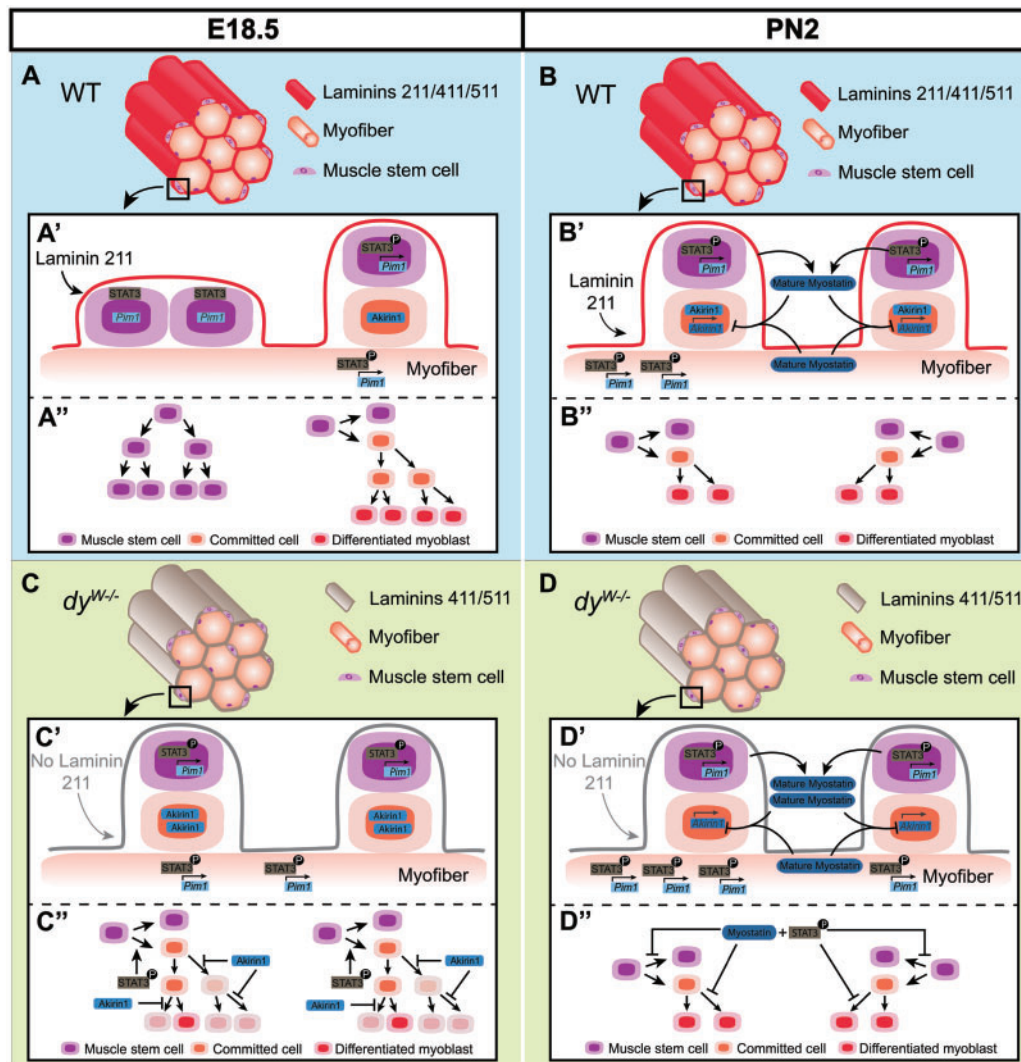 E18.5
PN2
A
WT
Laminins 211/411/511
Myofiber
Muscle stem cell
A'
Laminin 211
STAT3
Pim1
STAT3
Pim1
P
STAT3
Pim1
Akirin1
P
STAT3
Pim1
Myofiber
A''
Muscle stem cell
Committed cell
Differentiated myoblast
B
WT
Laminins 211/411/511
Myofiber
Muscle stem cell
B'
Laminin
211
P
STAT3
Pim1
P
STAT3
Pim1
Mature Myostatin
Akirin1
Akirin1
Akirin1
Akirin1
P
STAT3
Pim1
P
STAT3
Pim1
Mature Myostatin
Myofiber
B''
Muscle stem cell
Committed cell
Differentiated myoblast
C
dyW-/-
Laminins 411/511
Myofiber
Muscle stem cell
C'
No Laminin
211
P
STAT3
Pim1
P
STAT3
Pim1
Akirin1
Akirin1
Akirin1
Akirin1
P
STAT3
Pim1
P
STAT3
Pim1
Myofiber
C''
Akirin1
P
STAT3
Akirin1
Akirin1
P
STAT3
Akirin1
Muscle stem cell
Committed cell
Differentiated myoblast
D
dyW-/-
Laminins 411/511
Myofiber
Muscle stem cell
D'
No Laminin
211
P
STAT3
Pim1
P
STAT3
Pim1
Mature Myostatin
Mature Myostatin
Akirin1
Akirin1
P
STAT3
Pim1
P
STAT3
Pim1
P
STAT3
Pim1
Mature Myostatin
P
STAT3
Pim1
Myofiber
D''
Myostatin + STAT3 P
Muscle stem cell
Committed cell
Differentiated myoblast